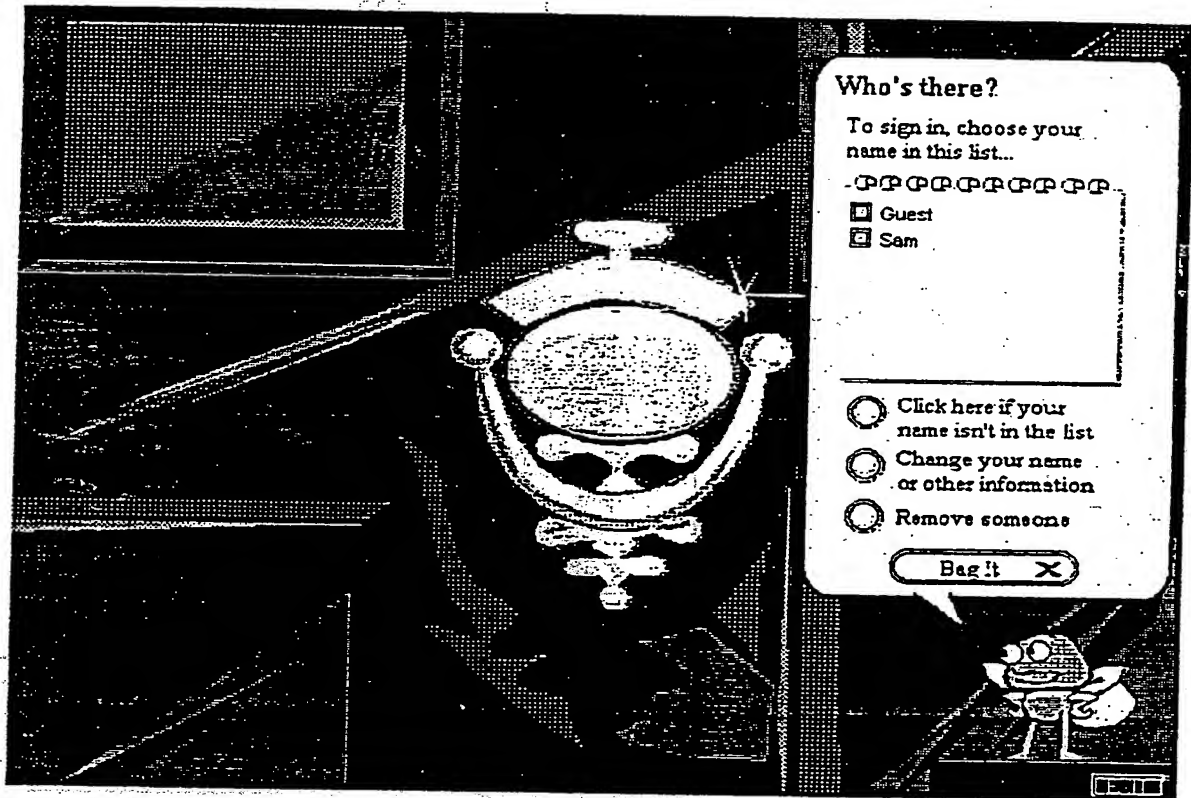 Who's there?
To sign in, choose your
name in this list...
Guest
Sam
Click here if your
name isn't in the list
Change your name
or other information
Remove someone
Bag It